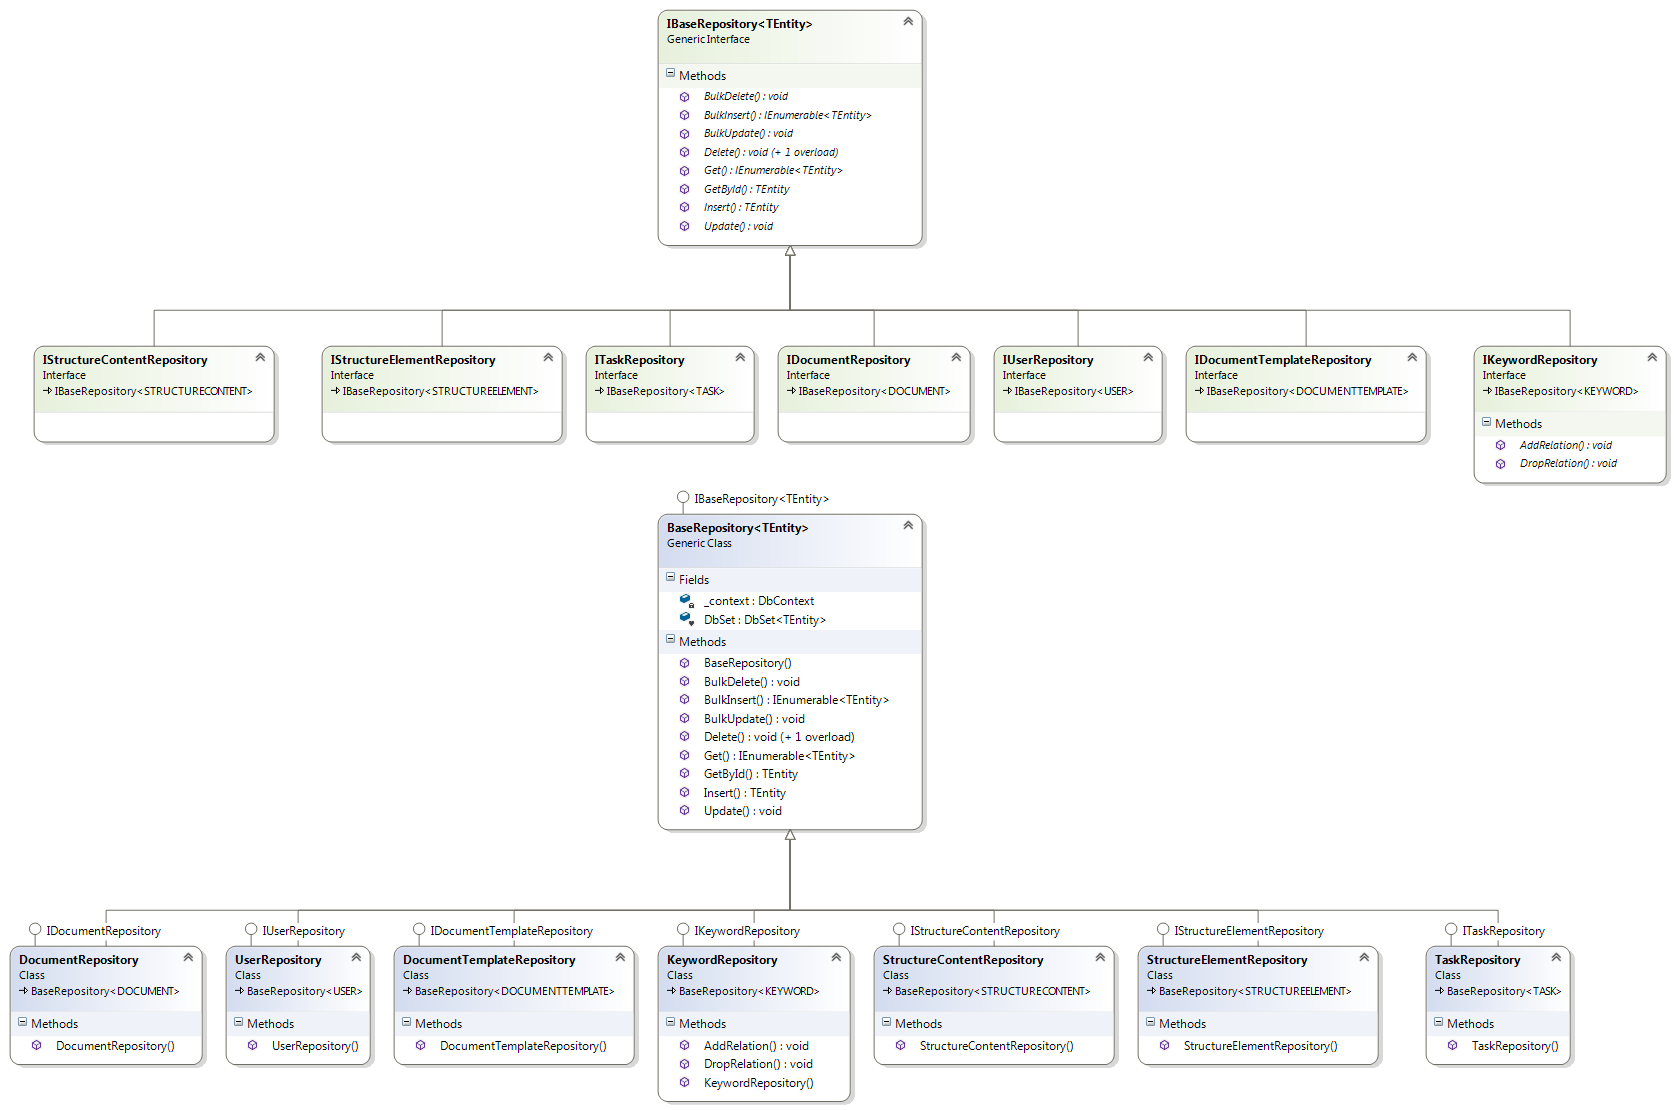 IBaseRepository<TEntity>
Generic Interface
Methods
BulkDelete() : void
BulkInsert() : IEnumerable<TEntity>
BulkUpdate() : void
Delete() : void (+ 1 overload)
Get() : IEnumerable<TEntity>
GetById() : TEntity
Insert() : TEntity
Update() : void
IStructureContentRepository
Interface
IBaseRepository<STRUCTURECONTENT>
IStructureElementRepository
Interface
IBaseRepository<STRUCTUREELEMENT>
ITaskRepository
Interface
IBaseRepository<TASK>
IDocumentRepository
Interface
IBaseRepository<DOCUMENT>
IUserRepository
Interface
IBaseRepository<USER>
IDocumentTemplateRepository
Interface
IBaseRepository<DOCUMENTTEMPLATE>
IKeywordRepository
Interface
IBaseRepository<KEYWORD>
Methods
AddRelation() : void
DropRelation() : void
IBaseRepository<TEntity>
BaseRepository<TEntity>
Generic Class
Fields
_context : DbContext
DbSet : DbSet<TEntity>
Methods
BaseRepository()
BulkDelete() : void
BulkInsert() : IEnumerable<TEntity>
BulkUpdate() : void
Delete() : void (+ 1 overload)
Get() : IEnumerable<TEntity>
GetById() : TEntity
Insert() : TEntity
Update() : void
IDocumentRepository
DocumentRepository
Class
BaseRepository<DOCUMENT>
Methods
DocumentRepository()
IUserRepository
UserRepository
Class
BaseRepository<USER>
Methods
UserRepository()
IDocumentTemplateRepository
DocumentTemplateRepository
Class
BaseRepository<DOCUMENTTEMPLATE>
Methods
DocumentTemplateRepository()
IKeywordRepository
KeywordRepository
Class
BaseRepository<KEYWORD>
Methods
AddRelation() : void
DropRelation() : void
KeywordRepository()
IStructureContentRepository
StructureContentRepository
Class
BaseRepository<STRUCTURECONTENT>
Methods
StructureContentRepository()
IStructureElementRepository
StructureElementRepository
Class
BaseRepository<STRUCTUREELEMENT>
Methods
StructureElementRepository()
ITaskRepository
TaskRepository
Class
BaseRepository<TASK>
Methods
TaskRepository()